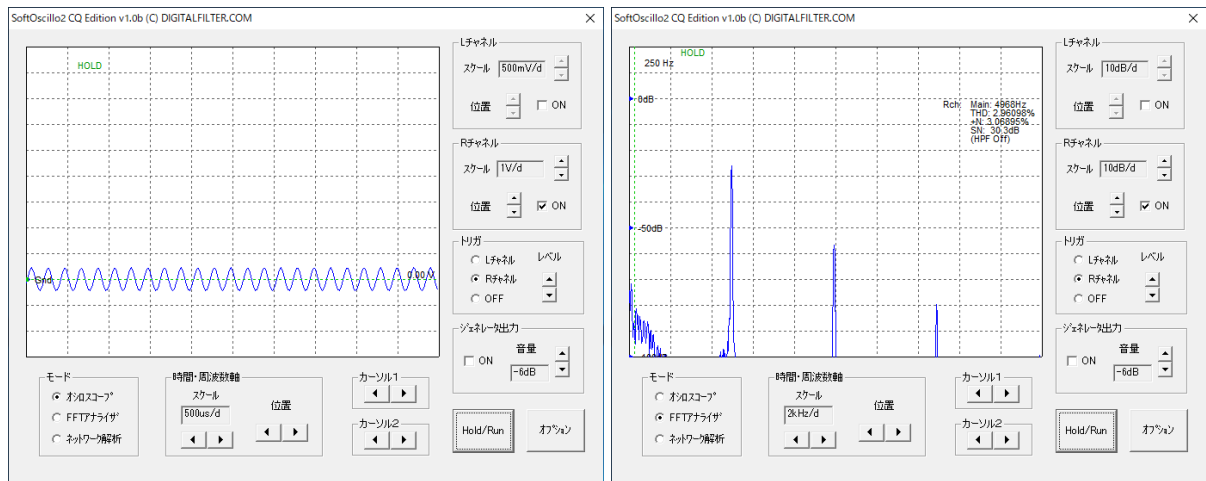 SoftOscillo2 CQ Edition v1.0b (C) DIGITALFILTER.COM
HOLD
Gnd
0.00 V
Lチャネル
スケール 500mV/d
位置 ON
Rチャネル
スケール 1V/d
位置 ON
トリガ
Lチャネル レベル
Rチャネル
OFF
ジェネレータ出力
ON 音量
-6dB
モード
オシロスコープ
FFTアナライザ
ネットワーク解析
時間・周波数軸
スケール
500us/d
位置
カーソル1
カーソル2
Hold/Run
オプション
SoftOscillo2 CQ Edition v1.0b (C) DIGITALFILTER.COM
HOLD
250 Hz
0dB
Rch: Main: 4968Hz
THD: 2.96098%
+N: 3.06895%
SN: 30.3dB
(HPF Off)
-50dB
Lチャネル
スケール 10dB/d
位置 ON
Rチャネル
スケール 10dB/d
位置 ON
トリガ
Lチャネル レベル
Rチャネル
OFF
ジェネレータ出力
ON 音量
-6dB
モード
オシロスコープ
FFTアナライザ
ネットワーク解析
時間・周波数軸
スケール
2kHz/d
位置
カーソル1
カーソル2
Hold/Run
オプション